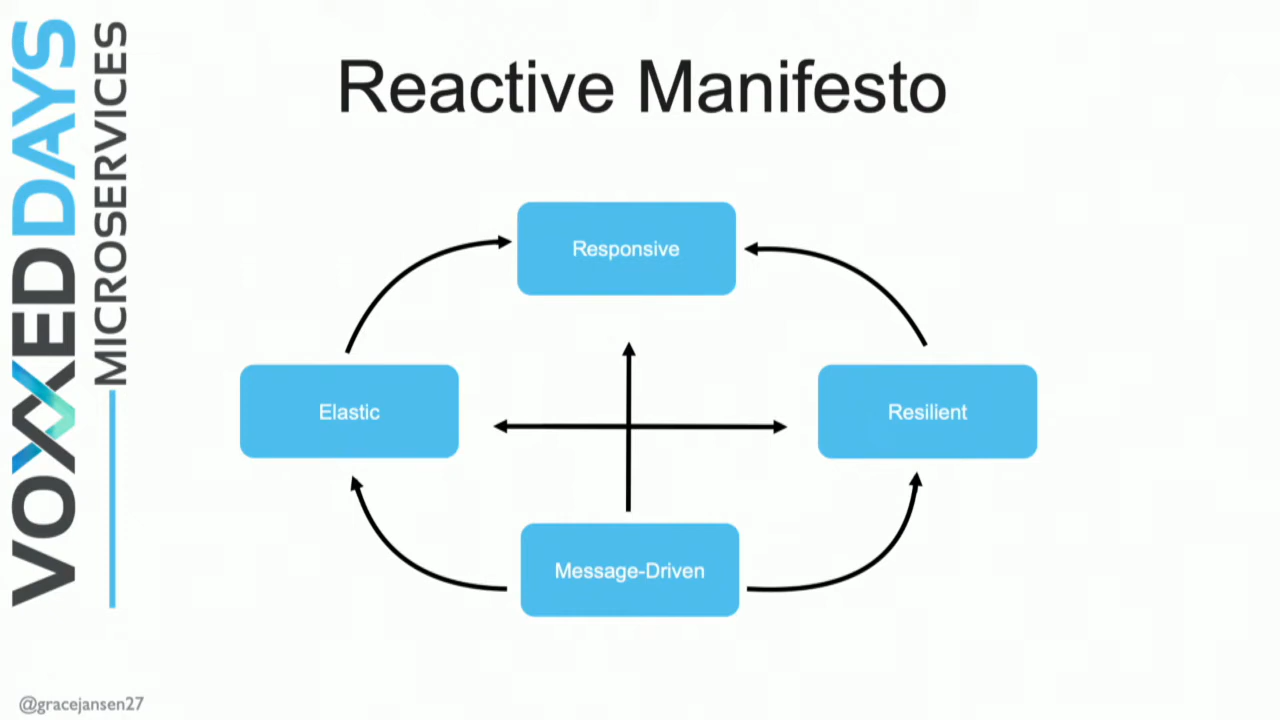 VOXXED DAYS
MICROSERVICES
Reactive Manifesto
Responsive
Elastic
Resilient
Message-Driven
@gracejansen27